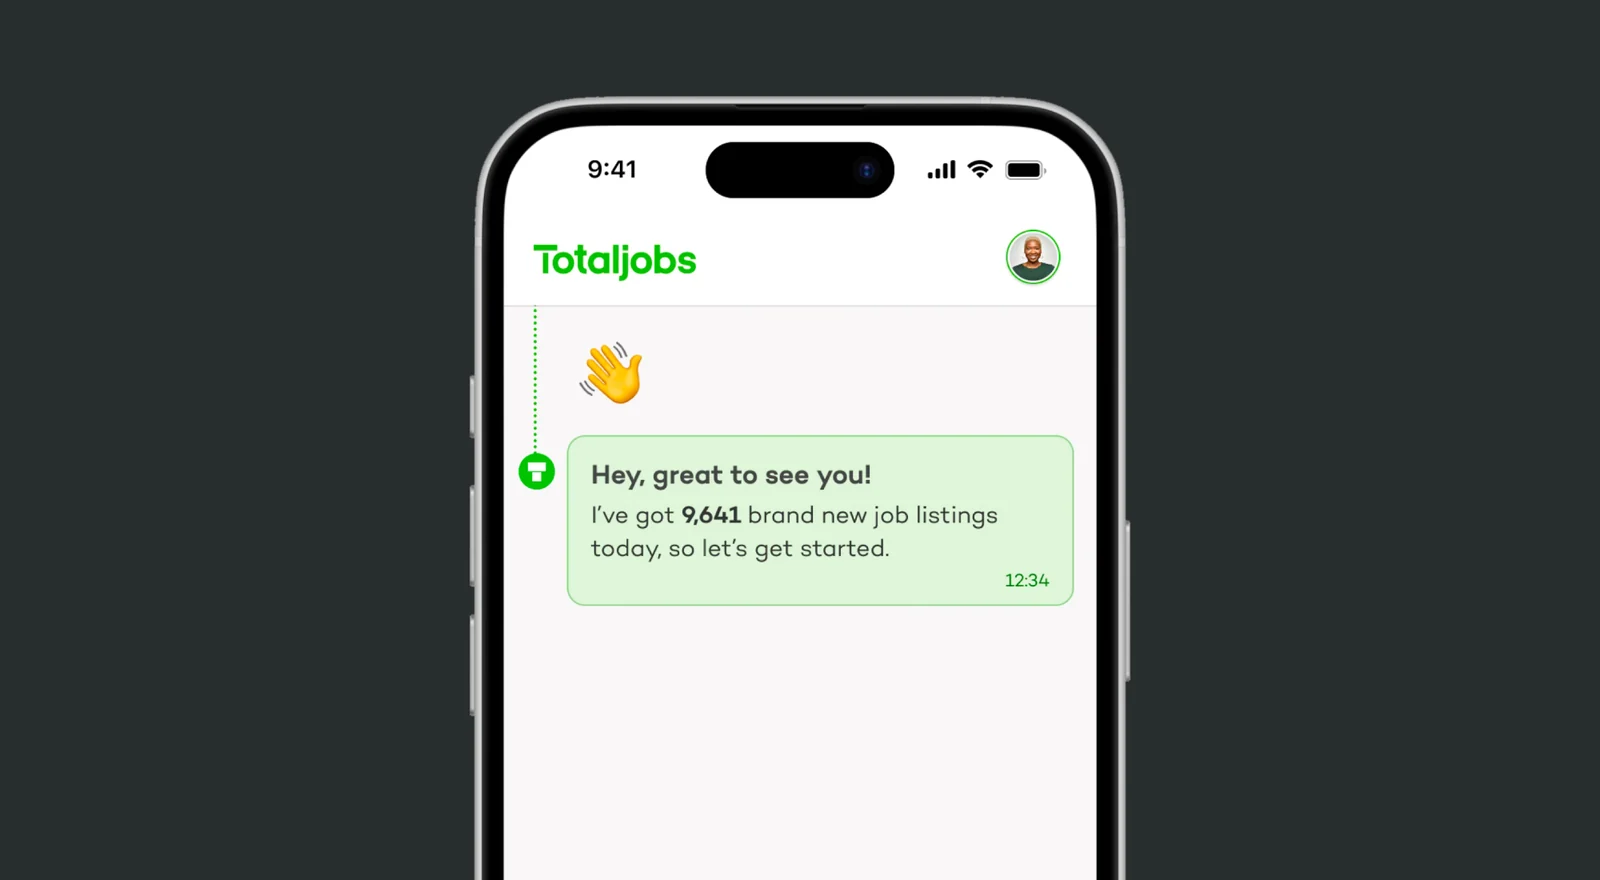 9:41
Totaljobs
Hey, great to see you!
I’ve got 9,641 brand new job listings
today, so let’s get started.
12:34